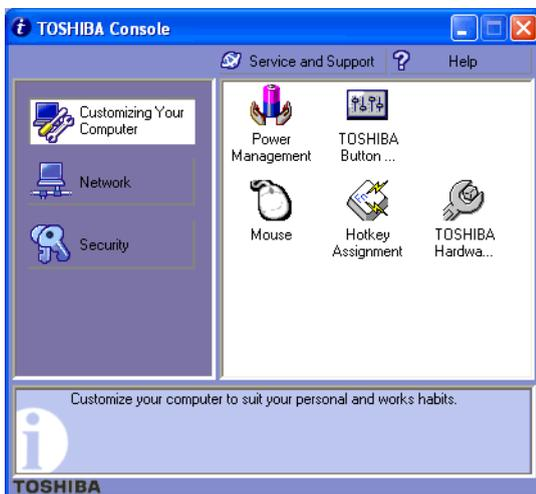 TOSHIBA Console
Service and Support
Help
Customizing Your
Computer
Network
Security
Power
Management
TOSHIBA
Button ...
Mouse
Hotkey
Assignment
TOSHIBA
Hardwa...
Customize your computer to suit your personal and works habits.
TOSHIBA